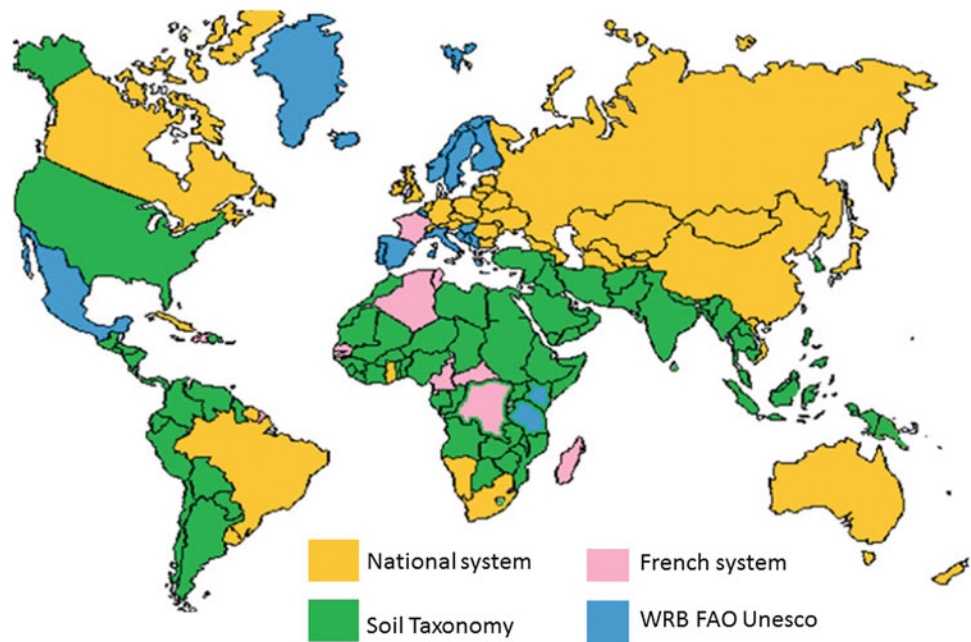 National system
French system
Soil Taxonomy
WRB FAO Unesco